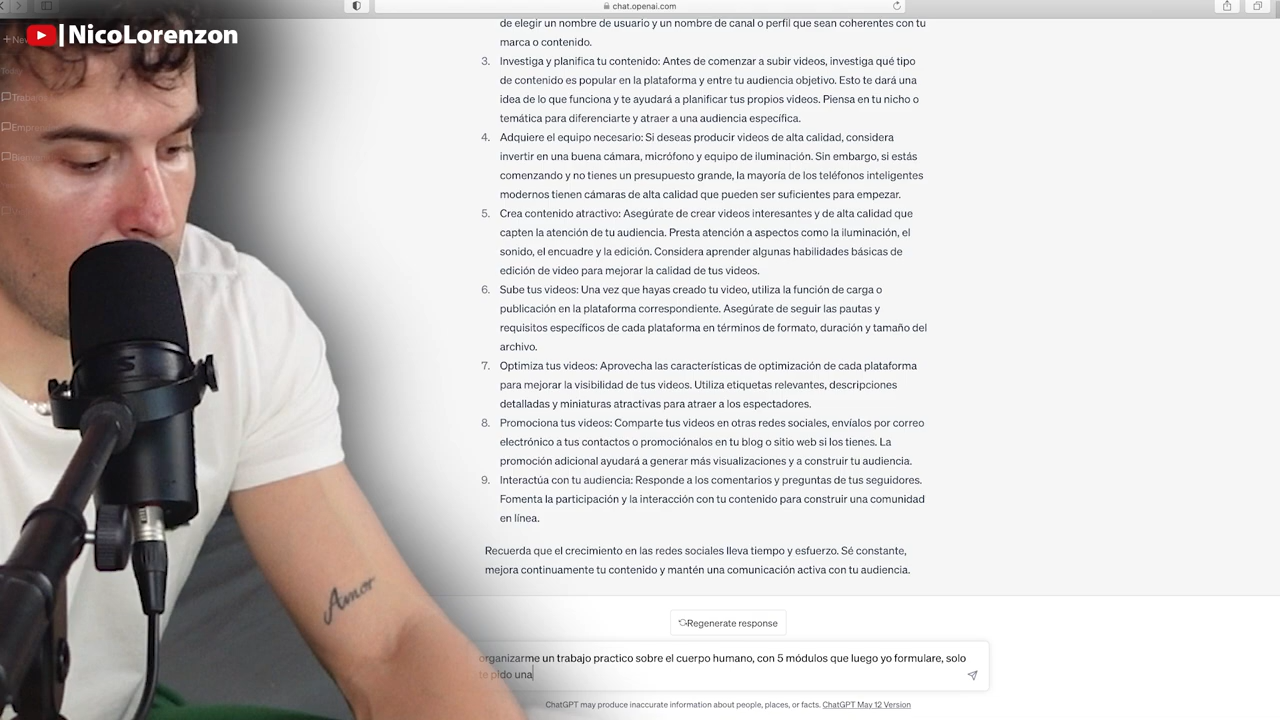 chat.openai.com
| NicoLorenzon
de elegir un nombre de usuario y un nombre de canal o perfil que sean coherentes con tu
marca o contenido.
3. Investiga y planifica tu contenido: Antes de comenzar a subir videos, investiga qué tipo
de contenido es popular en la plataforma y entre tu audiencia objetivo. Esto te dará una
idea de lo que funciona y te ayudará a planificar tus propios videos. Piensa en tu nicho o
temática para diferenciarte y atraer a una audiencia específica.
4. Adquiere el equipo necesario: Si deseas producir videos de alta calidad, considera
invertir en una buena cámara, micrófono y equipo de iluminación. Sin embargo, si estás
comenzando y no tienes un presupuesto grande, la mayoría de los teléfonos inteligentes
modernos tienen cámaras de alta calidad que pueden ser suficientes para empezar.
5. Crea contenido atractivo: Asegúrate de crear videos interesantes y de alta calidad que
capten la atención de tu audiencia. Presta atención a aspectos como la iluminación, el
sonido, el encuadre y la edición. Considera aprender algunas habilidades básicas de
edición de video para mejorar la calidad de tus videos.
6. Sube tus videos: Una vez que hayas creado tu video, utiliza la función de carga o
publicación en la plataforma correspondiente. Asegúrate de seguir las pautas y
requisitos específicos de cada plataforma en términos de formato, duración y tamaño del
archivo.
7. Optimiza tus videos: Aprovecha las características de optimización de cada plataforma
para mejorar la visibilidad de tus videos. Utiliza etiquetas relevantes, descripciones
detalladas y miniaturas atractivas para atraer a los espectadores.
8. Promociona tus videos: Comparte tus videos en otras redes sociales, envíalos por correo
electrónico a tus contactos o promociónalos en tu blog o sitio web si los tienes. La
promoción adicional ayudará a generar más visualizaciones y a construir tu audiencia.
9. Interactúa con tu audiencia: Responde a los comentarios y preguntas de tus seguidores.
Fomenta la participación y la interacción con tu contenido para construir una comunidad
en línea.
Recuerda que el crecimiento en las redes sociales lleva tiempo y esfuerzo. Sé constante,
mejora continuamente tu contenido y mantén una comunicación activa con tu audiencia.
Amor
Regenerate response
organizarme un trabajo practico sobre el cuerpo humano, con 5 módulos que luego yo formulare, solo
te pido una
ChatGPT may produce inaccurate information about people, places, or facts. ChatGPT May 12 Version